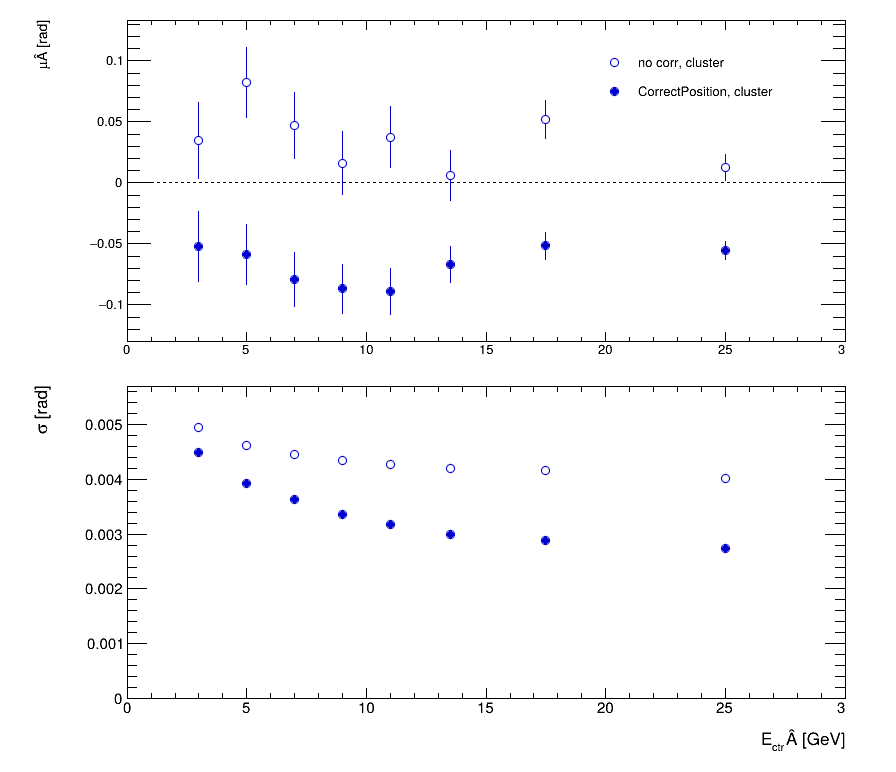 μÂ [rad]
0.1
0.05
0
−0.05
−0.1
no corr, cluster
CorrectPosition, cluster
0 5 10 15 20 25 3
σ [rad]
0.005
0.004
0.003
0.002
0.001
0
0 5 10 15 20 25 3
E_ctr Â [GeV]